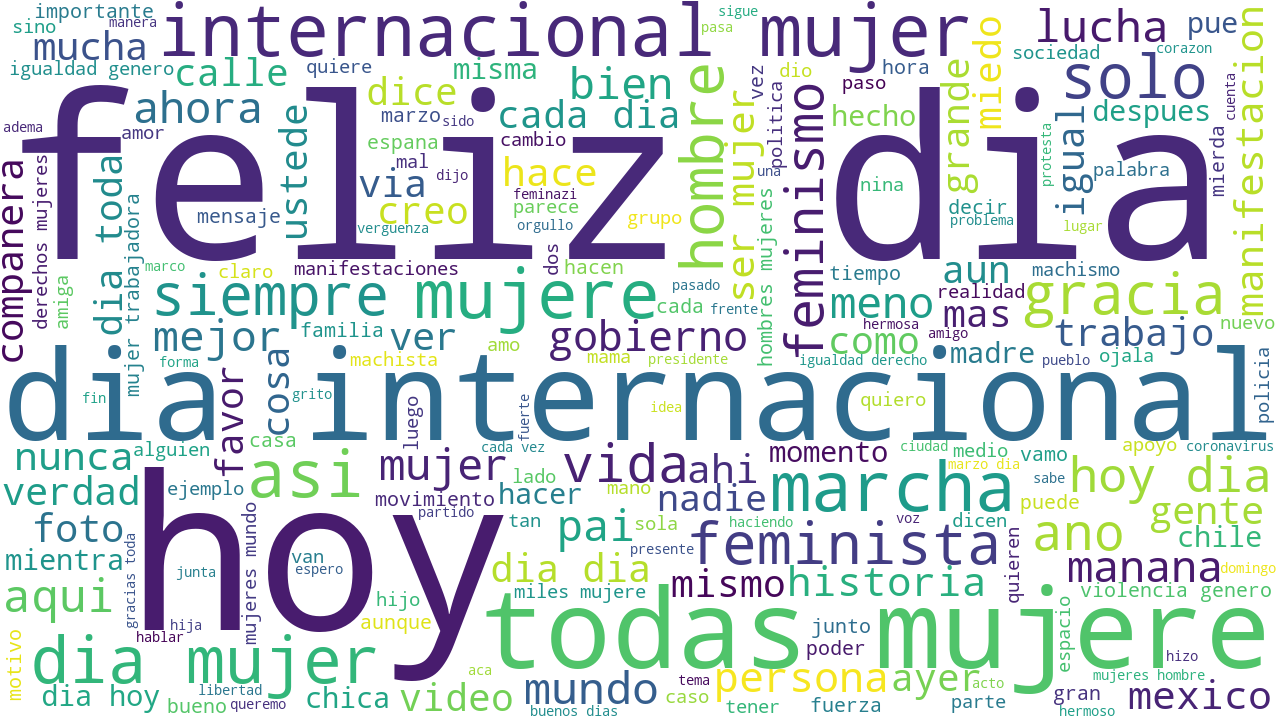 importante
manera
internacional mujer
sigue
pasa
lucha
pue
sino
mucha
sociedad
corazon
igualdad genero
calle
quiere
misma
bien
dio
hora
solo
manifestacion
miedo
vez
dice
cada dia
hombre
paso
hecho
grande
despues
cuenta
ahora
marzo
sido
ser mujer
politica
feminismo
igual
adema
amor
ustede
espana
cambio
protesta
mierda
feliz dia
mal
dijo
hace
una
palabra
companera
derechos mujeres
dia toda
via
feminazi
nina
mensaje
creo
parece
orgullo
grupo
decir
problema
verguenza
lugar
mujer trabajadora
marco
claro
manifestaciones
dos
hacen
hombres mujeres
tiempo
aun
machismo
amiga
siempre
mujere
pasado
cada
frente
meno
realidad
gracia
mejor
familia
ver
gobierno
hermosa
mas
amigo
trabajo
nuevo
como
forma
cosa
machista
amo
mama
presidente
igualdad derecho
madre
pueblo
ojala
policia
dia internacional
fin
grito
idea
quiero
favor
luego
fuerte
casa
cada vez
ciudad
medio
apoyo
coronavirus
nunca
alguien
asi
mujer
lado
vida
ahi
momento
marzo dia
vamo
sabe
hoy dia
verdad
ejemplo
movimiento
hacer
mano
nadie
marcha
puede
gente
hoy
partido
foto
mujeres mundo
tan
pai
sola
haciendo
voz
dicen
ano
chile
mientra
gracias toda
van
espero
junta
dia dia
presente
feminista
quieren
manana
domingo
aqui
hijo
miles mujere
mismo
historia
violencia genero
hija
aunque
hablar
todas mujere
junto
espacio
motivo
dia mujer
poder
hizo
aca
tema
persona
ayer
acto
mujeres hombre
dia hoy
libertad
bueno
queremo
chica
video
mundo
buenos dias
caso
tener
fuerza
parte
gran
hermoso
mexico